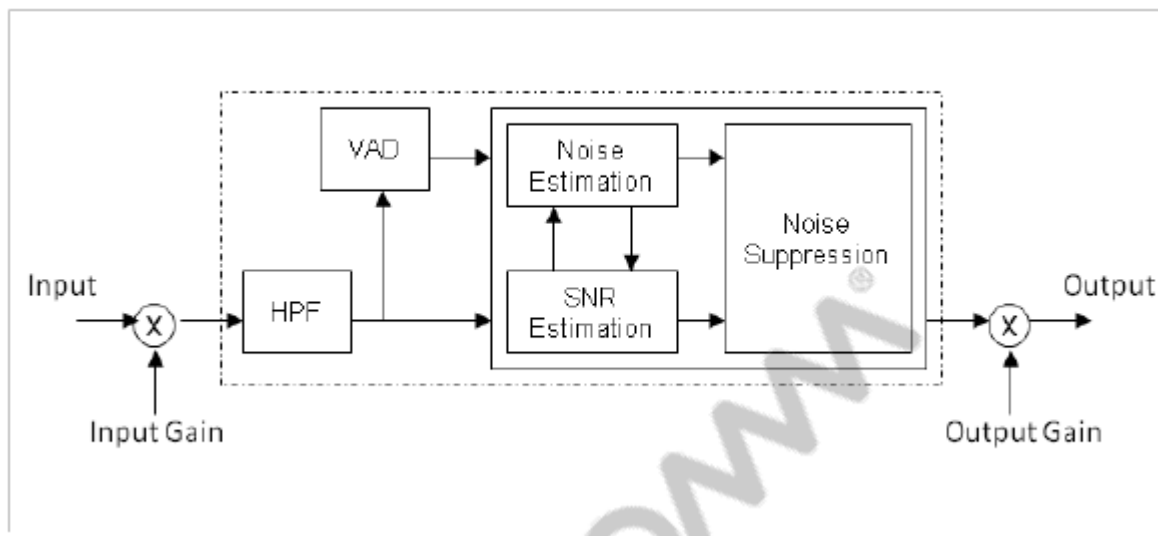 VAD
Noise
Estimation
Noise
Suppression
Input
HPF
SNR
Estimation
Output
X
X
Input Gain
Output Gain